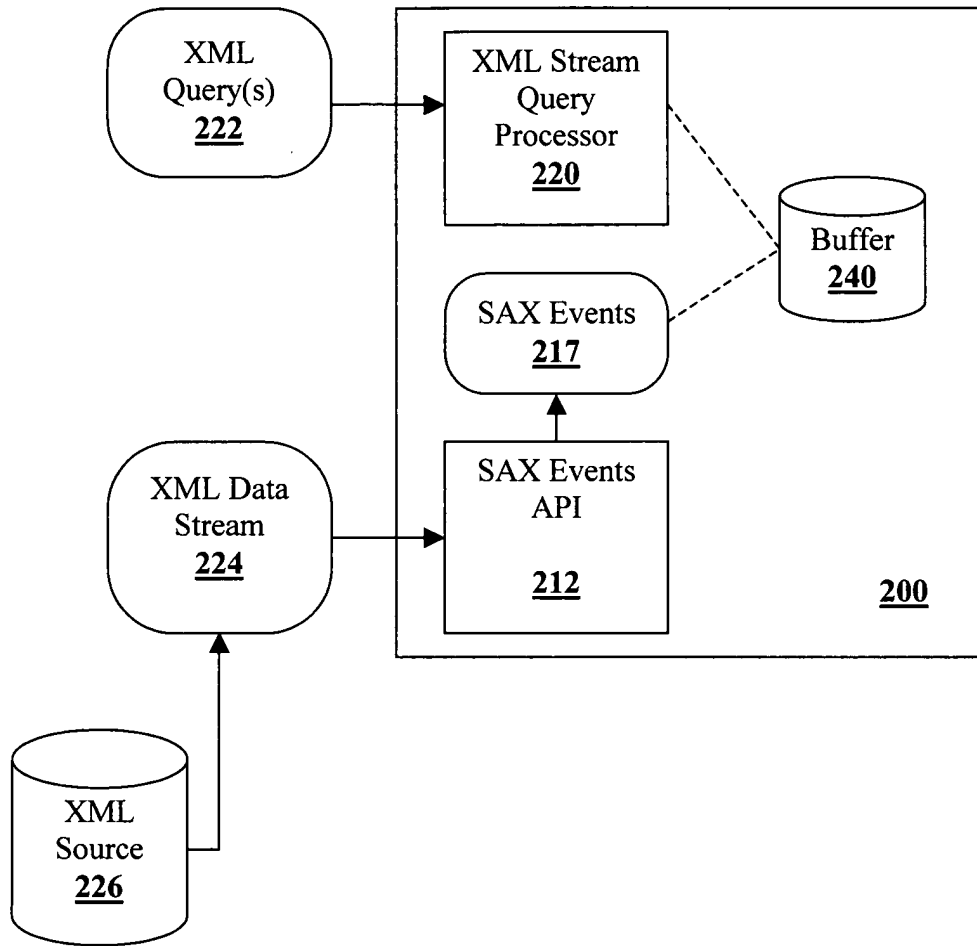 XML
Query(s)
222
XML Stream
Query
Processor
220
Buffer
240
SAX Events
217
XML Data
Stream
224
SAX Events
API
212
200
XML
Source
226